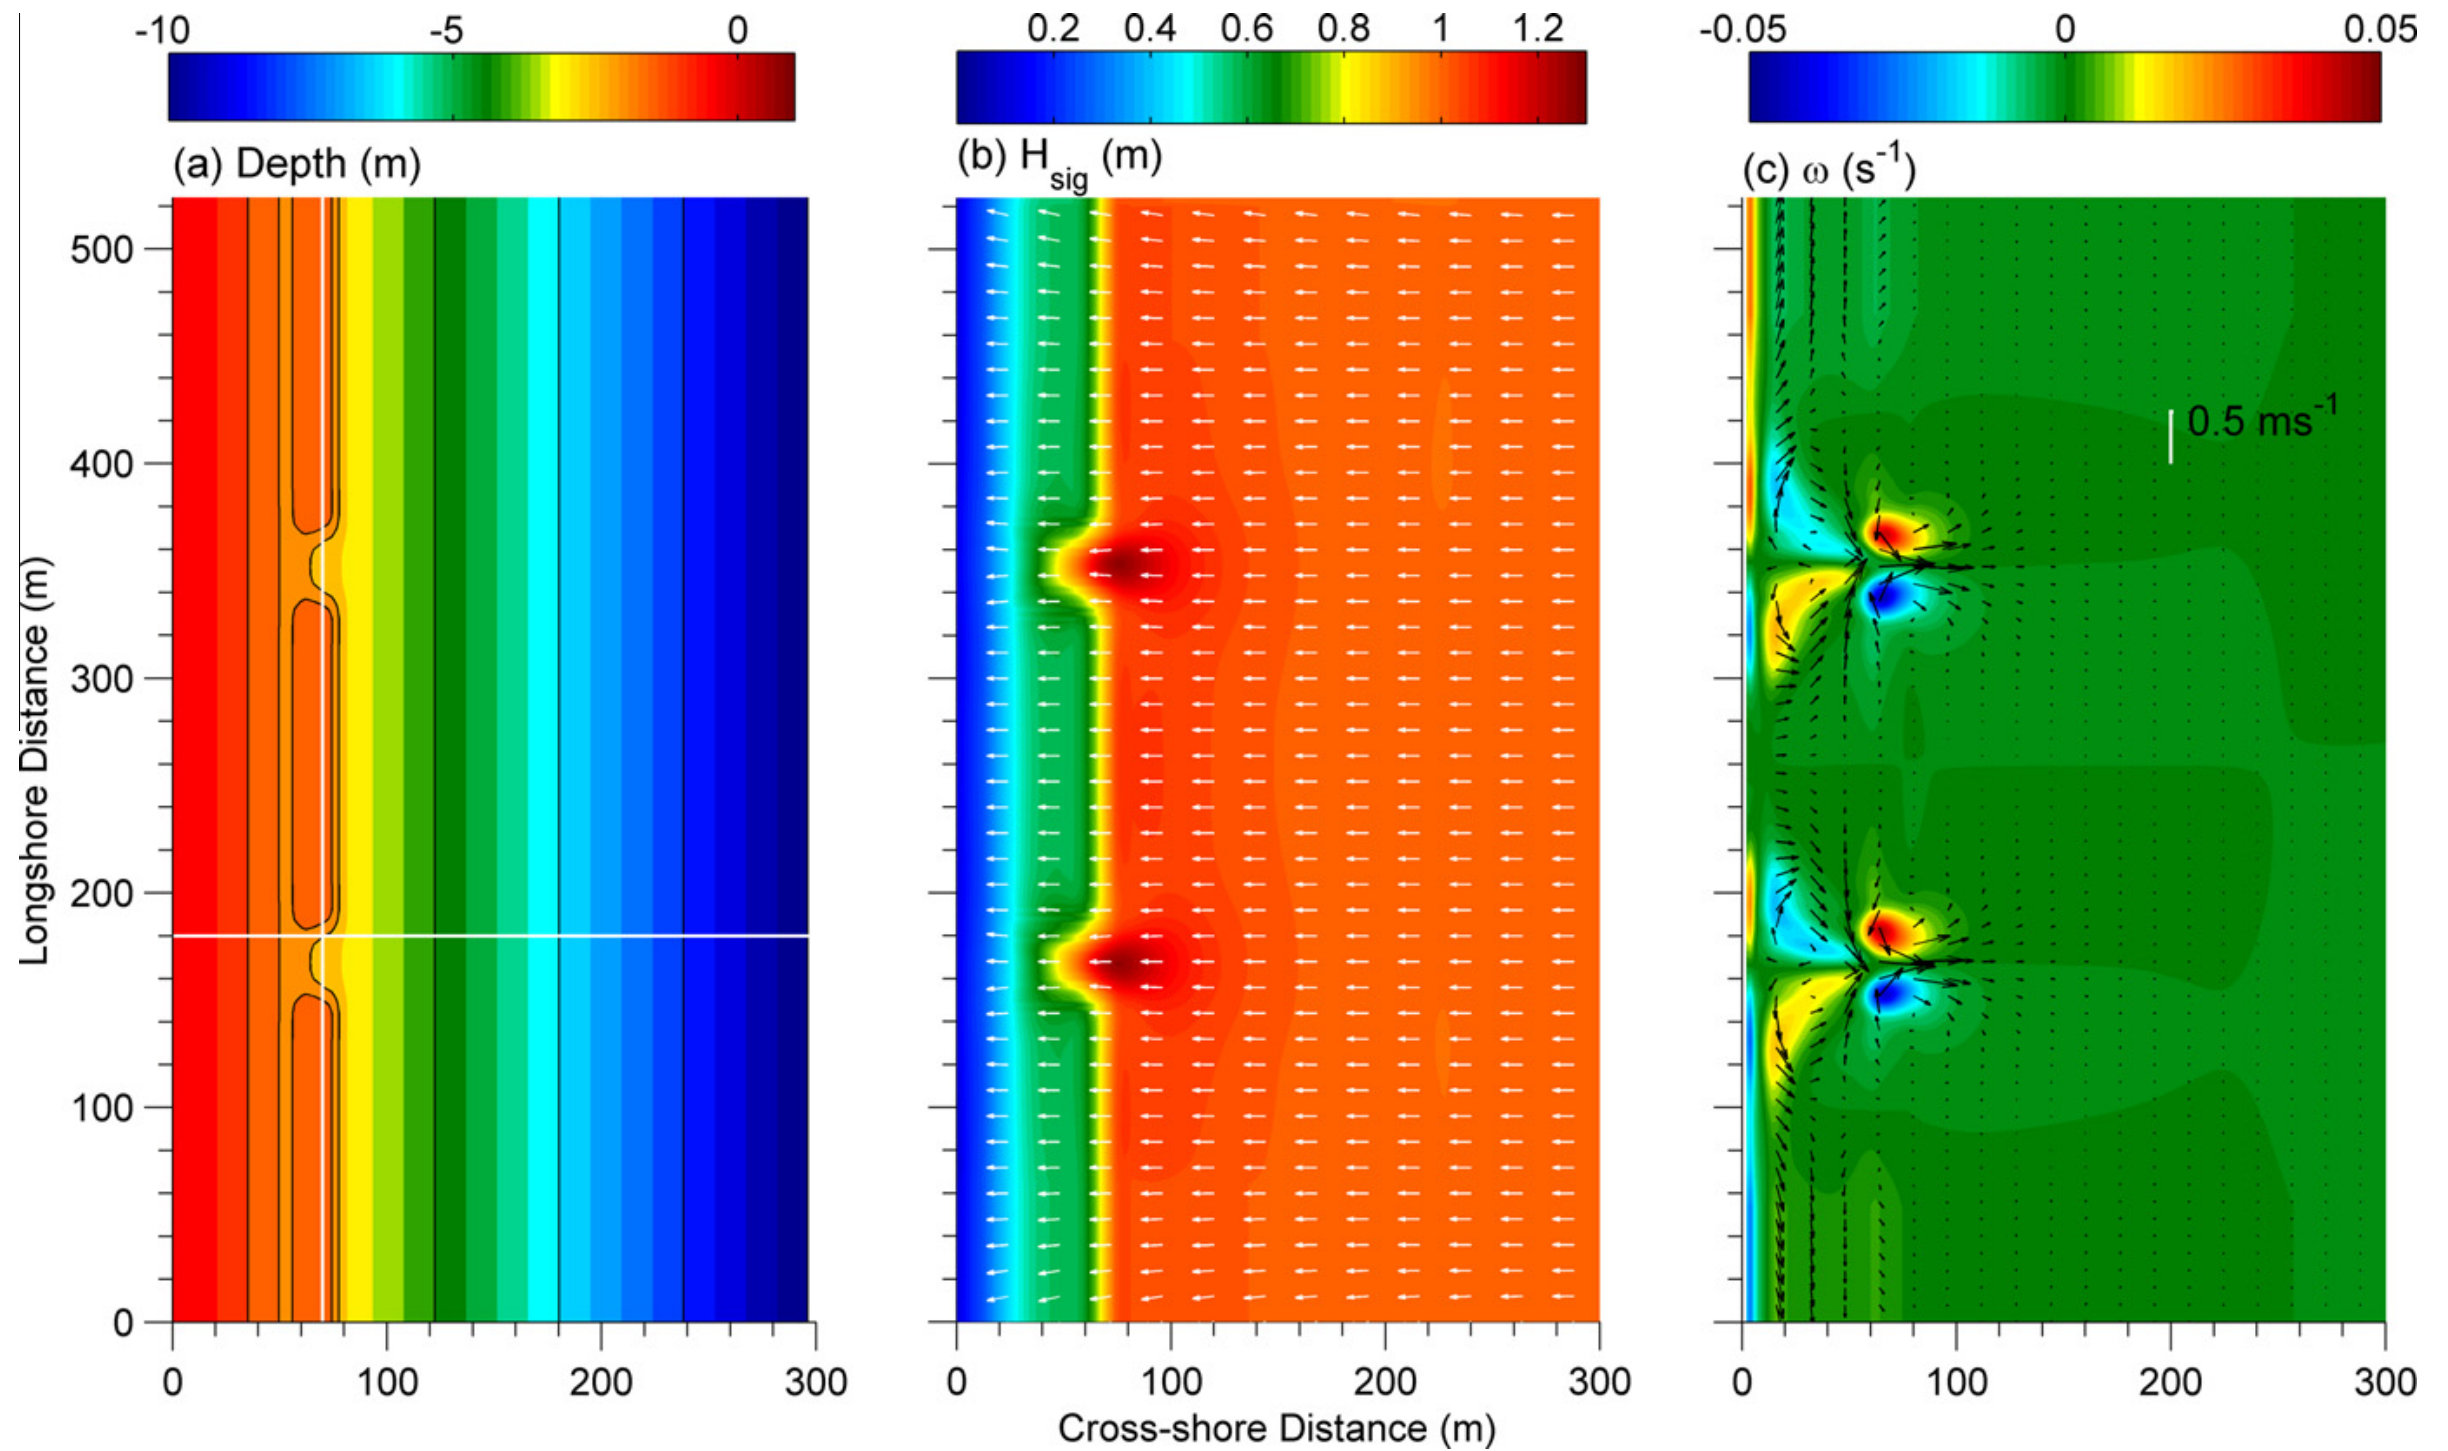 -10 -5 0
0.2 0.4 0.6 0.8 1 1.2
-0.05 0 0.05
(a) Depth (m)
(b) Hsig (m)
(c) ω (s-1)
500
400
300
200
100
0
Longshore Distance (m)
0.5 ms-1
0 100 200 300
0 100 200 300
0 100 200 300
Cross-shore Distance (m)